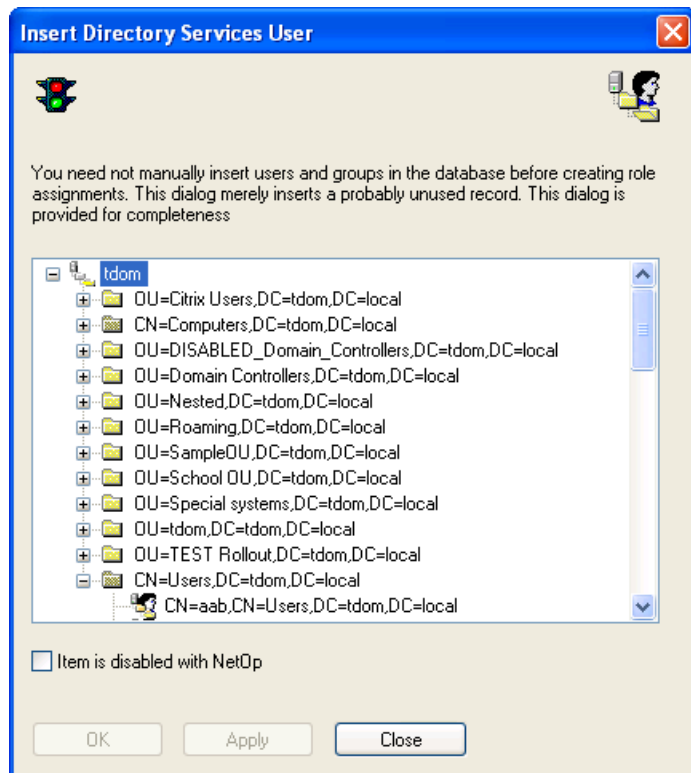 Insert Directory Services User
You need not manually insert users and groups in the database before creating role
assignments. This dialog merely inserts a probably unused record. This dialog is
provided for completeness
tdom
OU=Citrix Users,DC=tdom,DC=local
CN=Computers,DC=tdom,DC=local
OU=DISABLED_Domain_Controllers,DC=tdom,DC=local
OU=Domain Controllers,DC=tdom,DC=local
OU=Nested,DC=tdom,DC=local
OU=Roaming,DC=tdom,DC=local
OU=SampleOU,DC=tdom,DC=local
OU=School OU,DC=tdom,DC=local
OU=Special systems,DC=tdom,DC=local
OU=tdom,DC=tdom,DC=local
OU=TEST Rollout,DC=tdom,DC=local
CN=Users,DC=tdom,DC=local
CN=aab,CN=Users,DC=tdom,DC=local
Item is disabled with NetOp
OK Apply Close